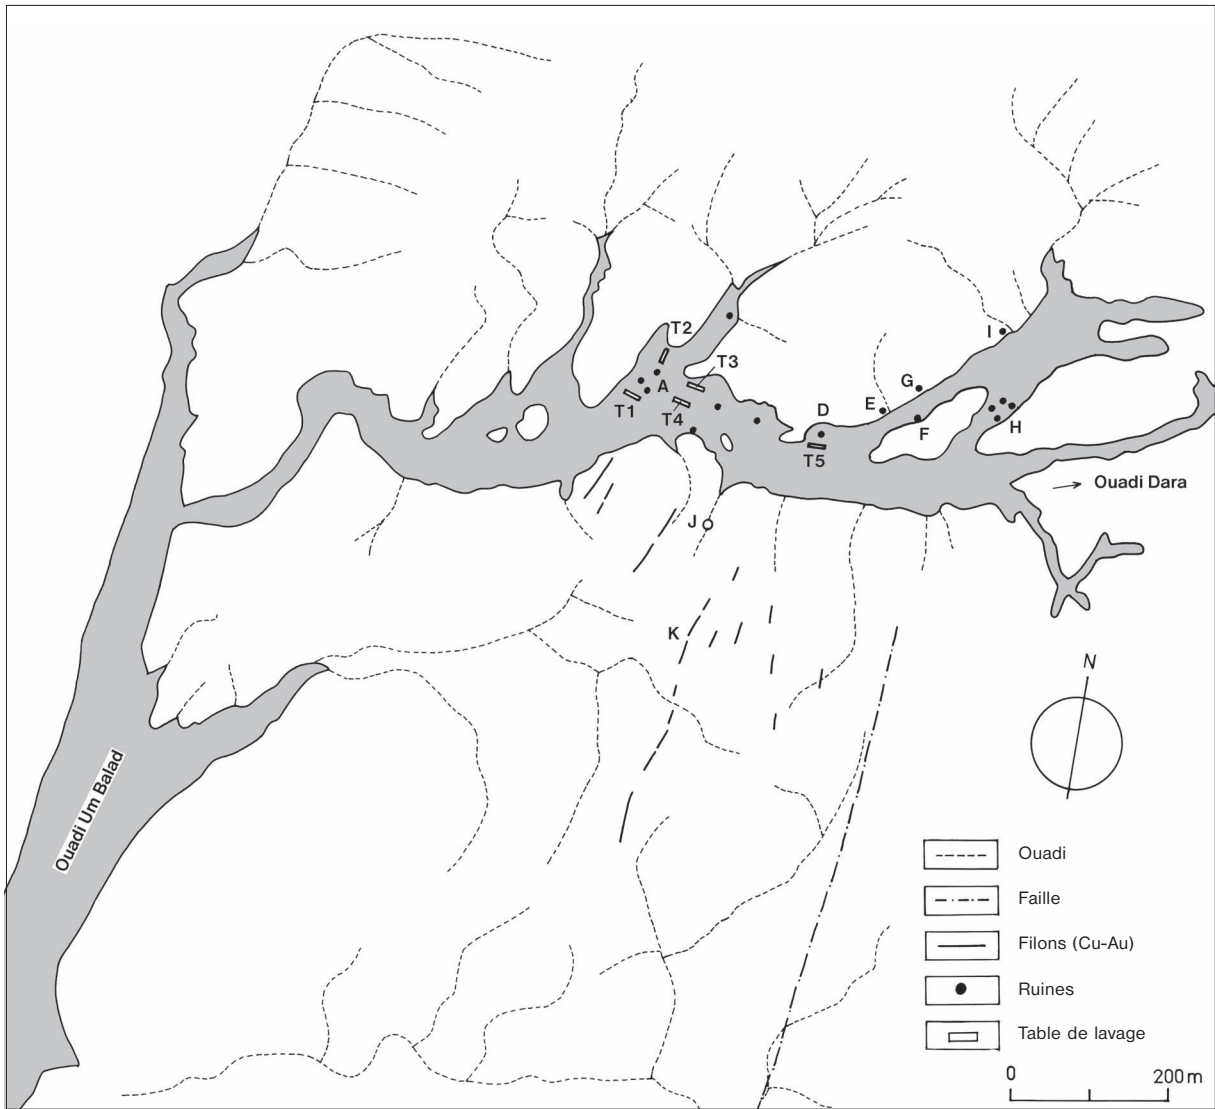 T2
T3
A
T1
T4
D
T5
E
G
F
I
H
Ouadi Dara
J
K
N
Ouadi Um Balad
Ouadi
Faille
Filons (Cu-Au)
Ruines
Table de lavage
0 200 m